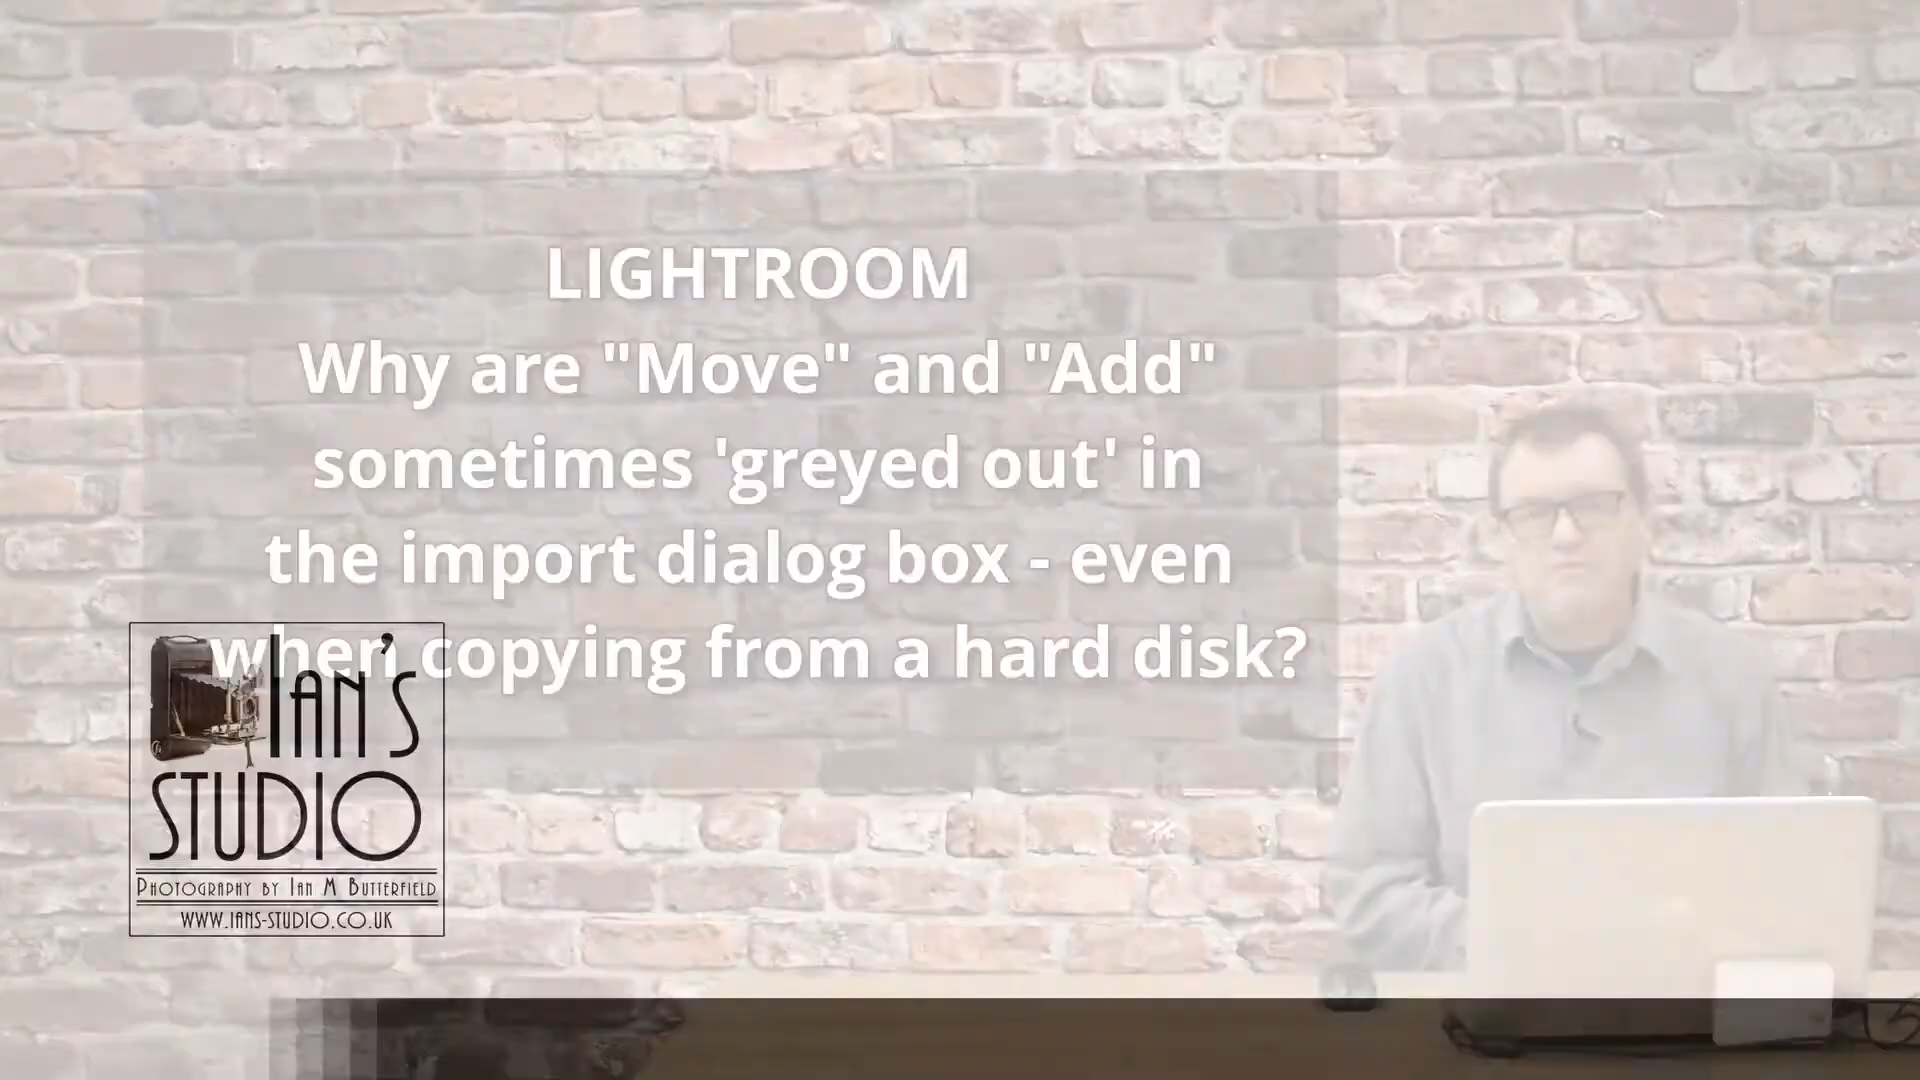 LIGHTROOM
Why are "Move" and "Add"
sometimes 'greyed out' in
the import dialog box - even
when copying from a hard disk?
IAN'S
STUDIO
PHOTOGRAPHY BY IAN M BUTTERFIELD
WWW.IANS-STUDIO.CO.UK